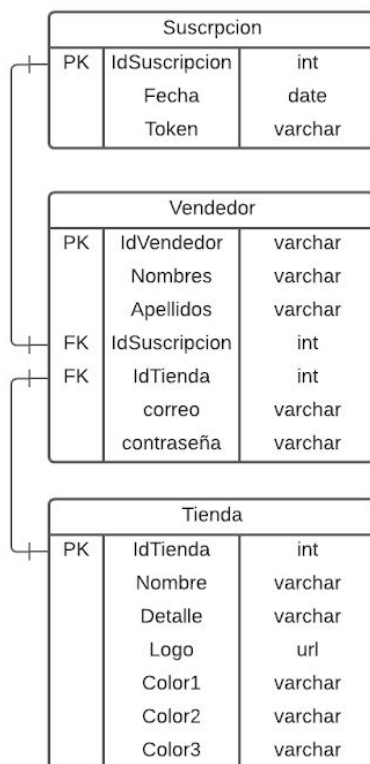 Suscrpcion
PK IdSuscripcion int
Fecha date
Token varchar
Vendedor
PK IdVendedor varchar
Nombres varchar
Apellidos varchar
FK IdSuscripcion int
FK IdTienda int
correo varchar
contraseña varchar
Tienda
PK IdTienda int
Nombre varchar
Detalle varchar
Logo url
Color1 varchar
Color2 varchar
Color3 varchar